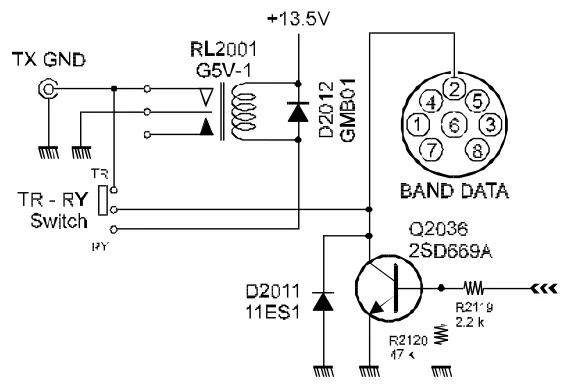 +13.5V
RL2001
G5V-1
TX GND
D2012
GMB01
2
4
5
1
6
3
7
8
BAND DATA
TR
TR - RY
Switch
RY
Q2036
2SD669A
D2011
11ES1
R2119
2.2 k
R2120
47 k